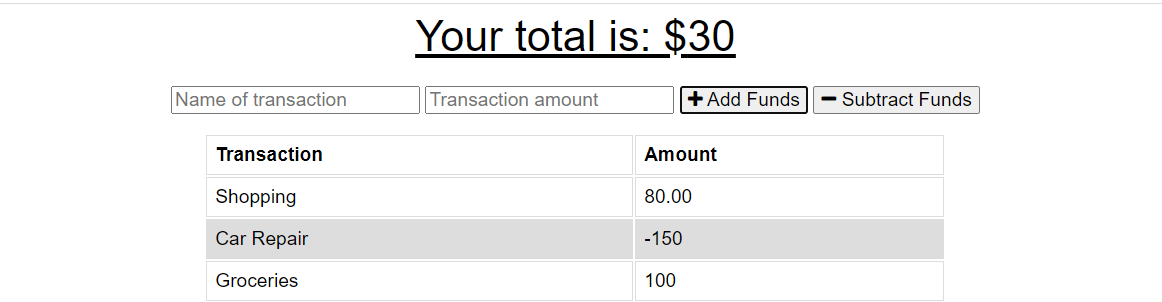 Your total is: $30
Name of transaction Transaction amount + Add Funds − Subtract Funds
Transaction Amount
Shopping 80.00
Car Repair -150
Groceries 100